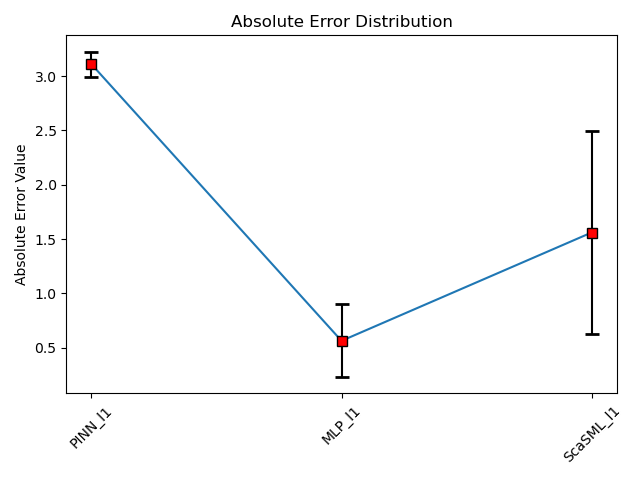 Absolute Error Distribution
Absolute Error Value
3.0
2.5
2.0
1.5
1.0
0.5
PINN_l1
MLP_l1
ScaSML_l1